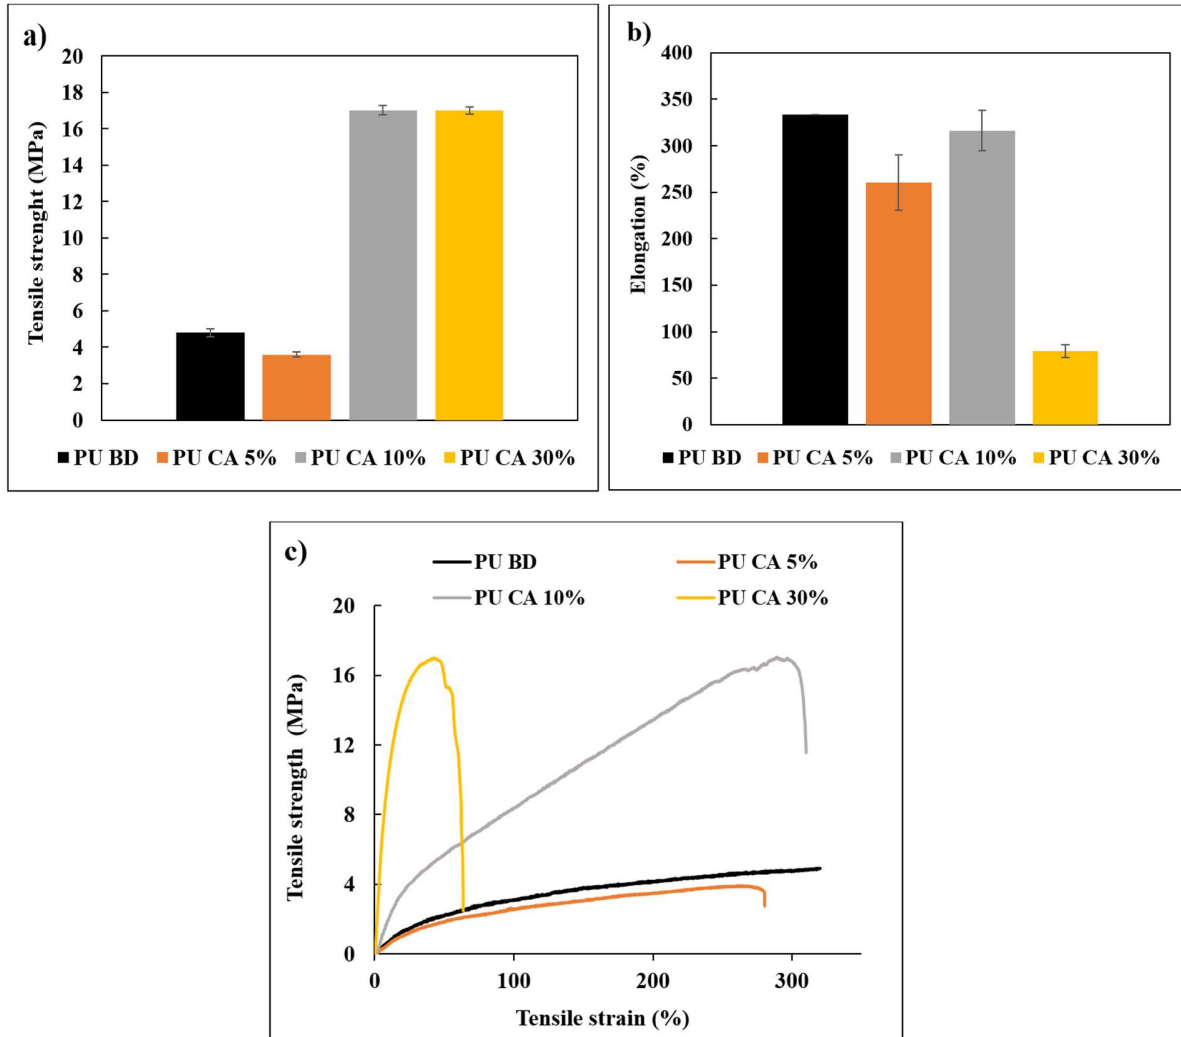 a)
Tensile strenght (MPa)
20
18
16
14
12
10
8
6
4
2
0
PU BD PU CA 5% PU CA 10% PU CA 30%
b)
Elongation (%)
400
350
300
250
200
150
100
50
0
PU BD PU CA 5% PU CA 10% PU CA 30%
c)
PU BD PU CA 5%
PU CA 10% PU CA 30%
Tensile strength (MPa)
20
16
12
8
4
0
0 100 200 300
Tensile strain (%)